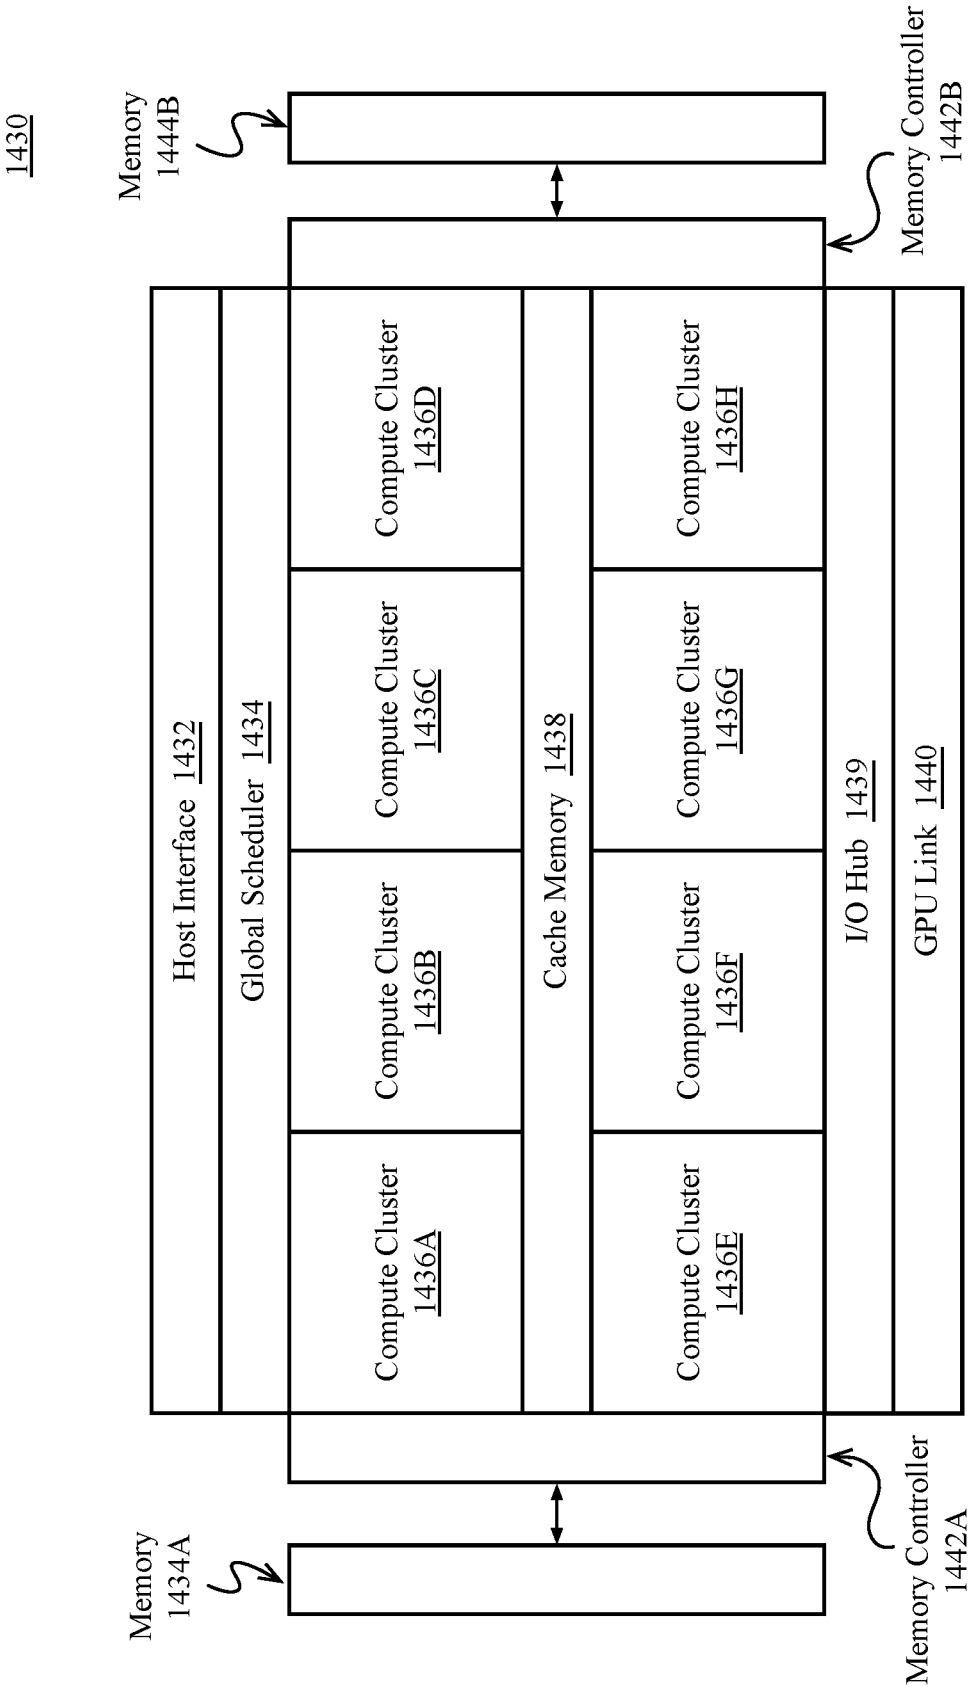 1430
Memory
1444B
Memory Controller
1442B
Host Interface 1432
Global Scheduler 1434
Compute Cluster
1436A
Compute Cluster
1436B
Compute Cluster
1436C
Compute Cluster
1436D
Cache Memory 1438
Compute Cluster
1436E
Compute Cluster
1436F
Compute Cluster
1436G
Compute Cluster
1436H
I/O Hub 1439
GPU Link 1440
Memory
1434A
Memory Controller
1442A